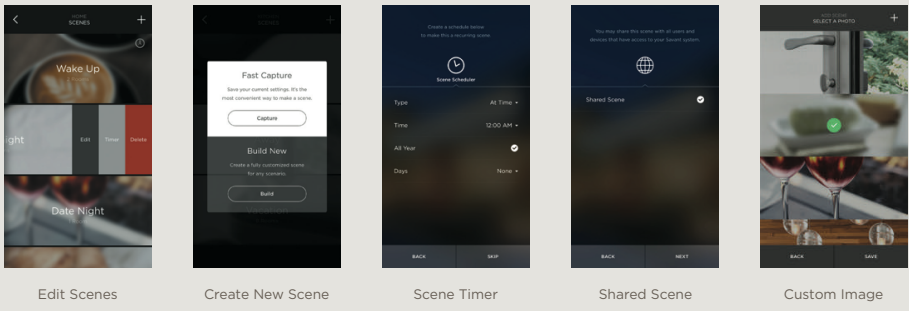 HOME
SCENES
Wake Up
ight
Edit
Timer
Delete
Date Night
Edit Scenes
SCENES
Fast Capture
Save your current settings. It's the
most convenient way to make a scene.
Capture
Build New
Create a fully customized scene
for any scenario.
Build
Create New Scene
Create a schedule below
to make this a recurring scene.
Scene Scheduler
Type
At Time
Time
12:00 AM
All Year
Days
None
BACK
SKIP
Scene Timer
You may share this scene with all users and
devices that have access to your Savant system.
Shared Scene
BACK
NEXT
Shared Scene
ADD SCENE
SELECT A PHOTO
BACK
SAVE
Custom Image